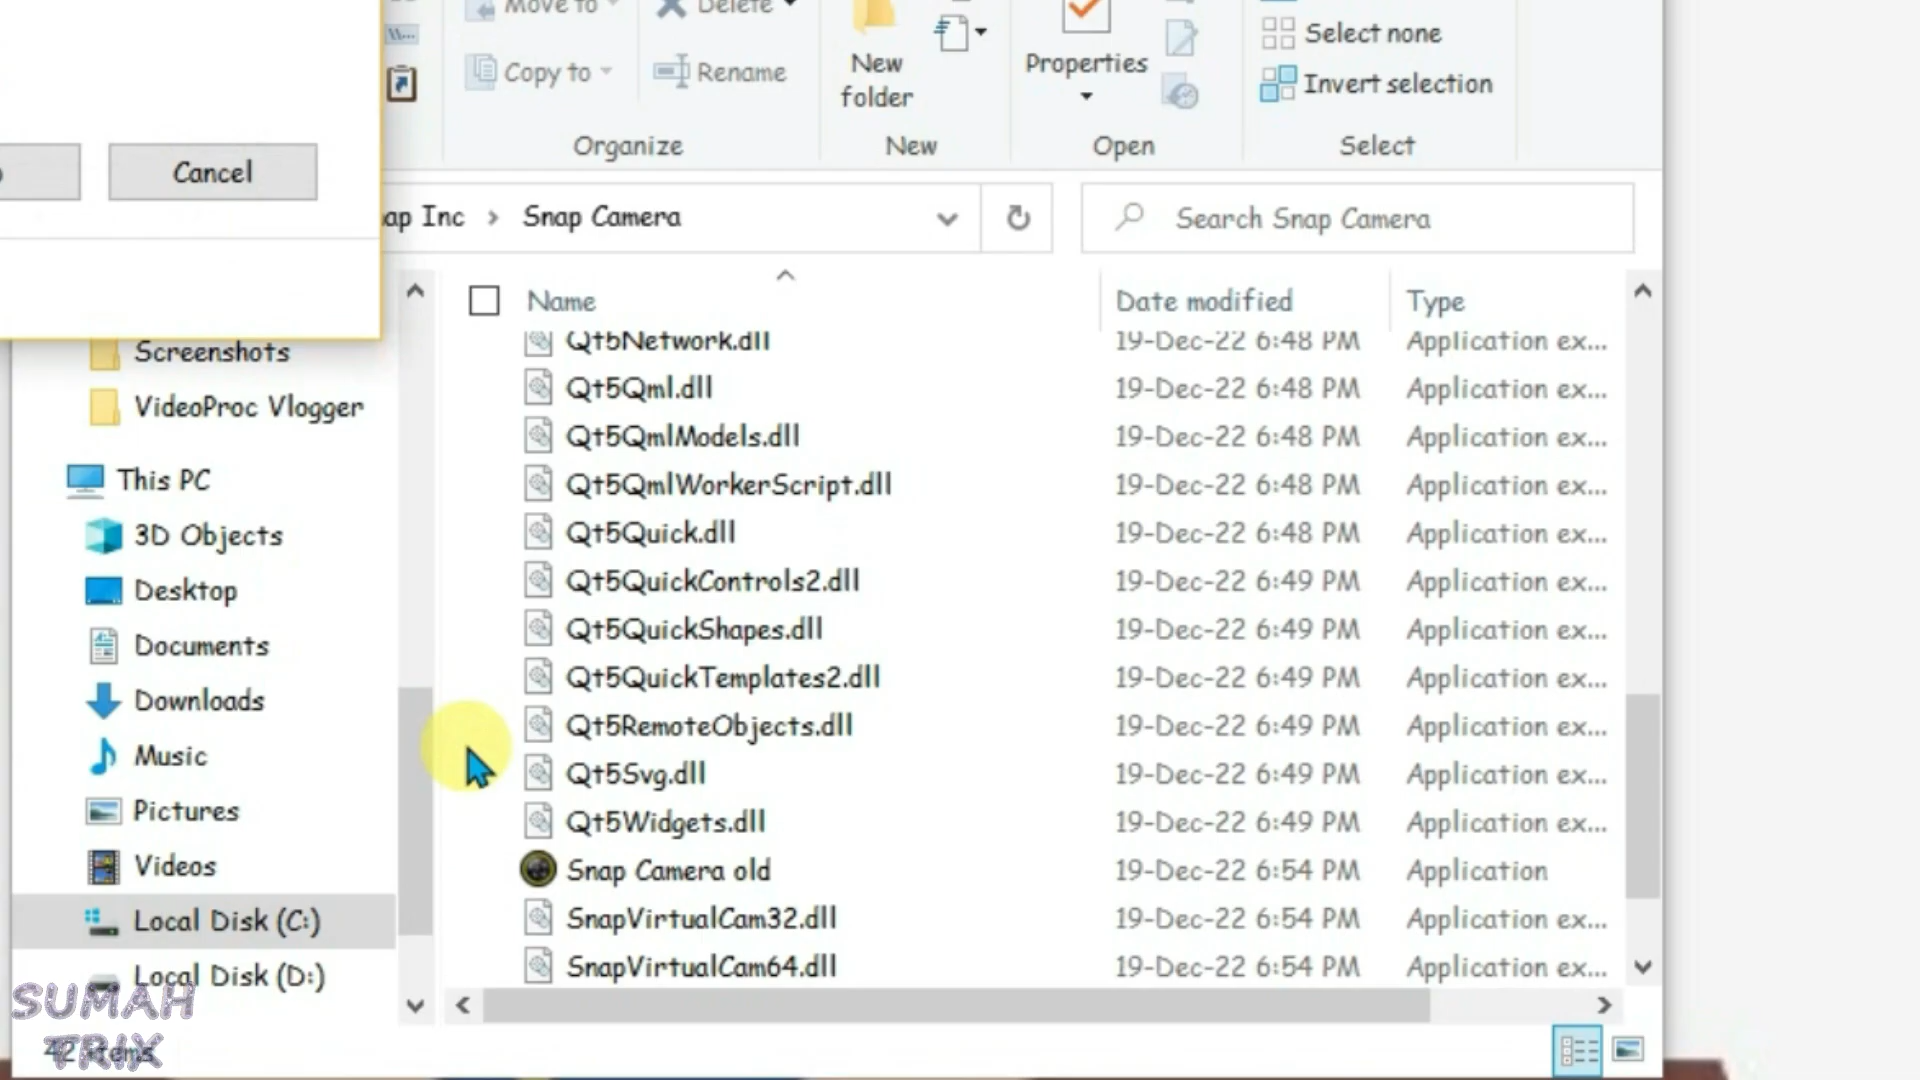 Move to
Delete
Copy to
Rename
New
folder
Properties
Select none
Invert selection
Organize
New
Open
Select
Cancel
ap Inc > Snap Camera
Search Snap Camera
Name
Date modified
Type
Screenshots
VideoProc Vlogger
This PC
3D Objects
Desktop
Documents
Downloads
Music
Pictures
Videos
Local Disk (C:)
Local Disk (D:)
Qt5Network.dll 19-Dec-22 6:48 PM Application ex...
Qt5Qml.dll 19-Dec-22 6:48 PM Application ex...
Qt5QmlModels.dll 19-Dec-22 6:48 PM Application ex...
Qt5QmlWorkerScript.dll 19-Dec-22 6:48 PM Application ex...
Qt5Quick.dll 19-Dec-22 6:48 PM Application ex...
Qt5QuickControls2.dll 19-Dec-22 6:49 PM Application ex...
Qt5QuickShapes.dll 19-Dec-22 6:49 PM Application ex...
Qt5QuickTemplates2.dll 19-Dec-22 6:49 PM Application ex...
Qt5RemoteObjects.dll 19-Dec-22 6:49 PM Application ex...
Qt5Svg.dll 19-Dec-22 6:49 PM Application ex...
Qt5Widgets.dll 19-Dec-22 6:49 PM Application ex...
Snap Camera old 19-Dec-22 6:54 PM Application
SnapVirtualCam32.dll 19-Dec-22 6:54 PM Application ex...
SnapVirtualCam64.dll 19-Dec-22 6:54 PM Application ex...
SUMAH
TRIX
42 items